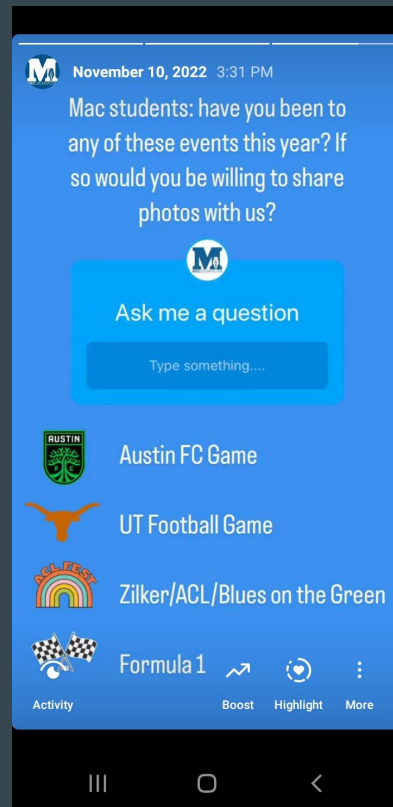 November 10, 2022 3:31 PM
Mac students: have you been to
any of these events this year? If
so would you be willing to share
photos with us?
M
Ask me a question
Type something....
AUSTIN
Austin FC Game
UT Football Game
ACL FEST
Zilker/ACL/Blues on the Green
Formula 1
Activity
Boost
Highlight
More